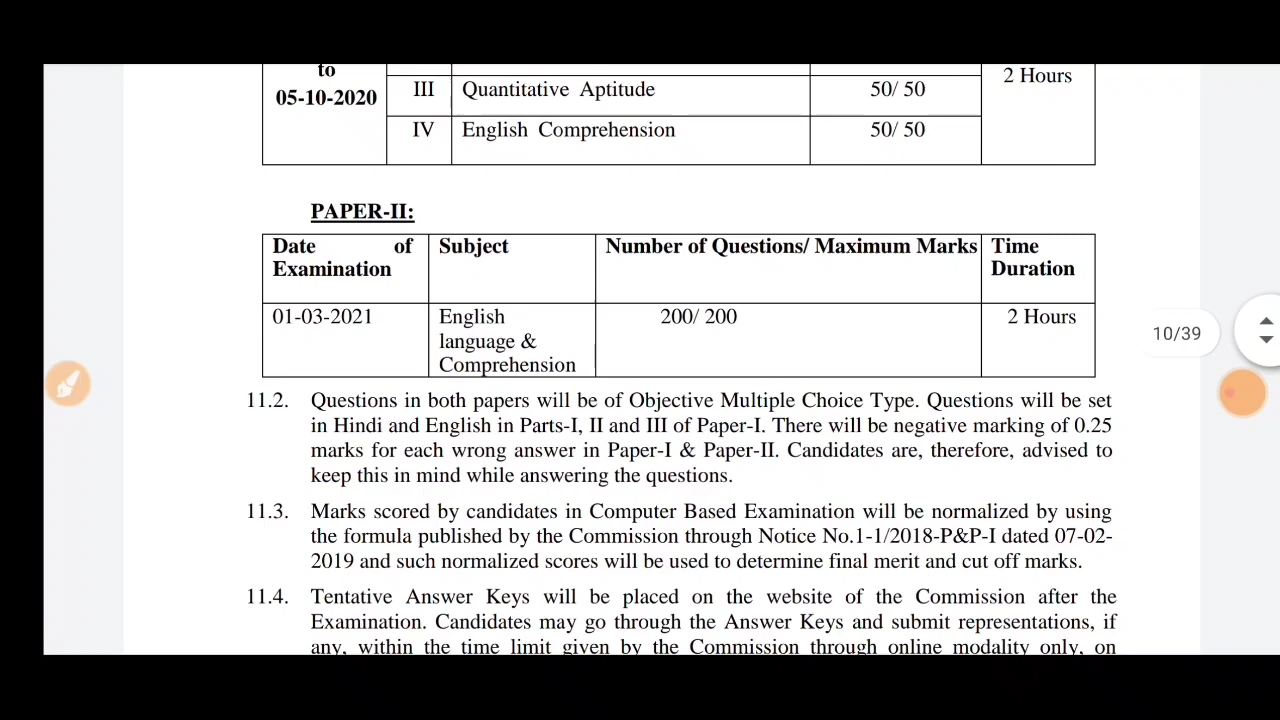 to
05-10-2020
2 Hours
III Quantitative Aptitude 50/ 50
IV English Comprehension 50/ 50
PAPER-II:
Date of Examination Subject Number of Questions/ Maximum Marks Time Duration
01-03-2021 English language & Comprehension 200/ 200 2 Hours
10/39
11.2. Questions in both papers will be of Objective Multiple Choice Type. Questions will be set
in Hindi and English in Parts-I, II and III of Paper-I. There will be negative marking of 0.25
marks for each wrong answer in Paper-I & Paper-II. Candidates are, therefore, advised to
keep this in mind while answering the questions.
11.3. Marks scored by candidates in Computer Based Examination will be normalized by using
the formula published by the Commission through Notice No.1-1/2018-P&P-I dated 07-02-
2019 and such normalized scores will be used to determine final merit and cut off marks.
11.4. Tentative Answer Keys will be placed on the website of the Commission after the
Examination. Candidates may go through the Answer Keys and submit representations, if
any, within the time limit given by the Commission through online modality only, on